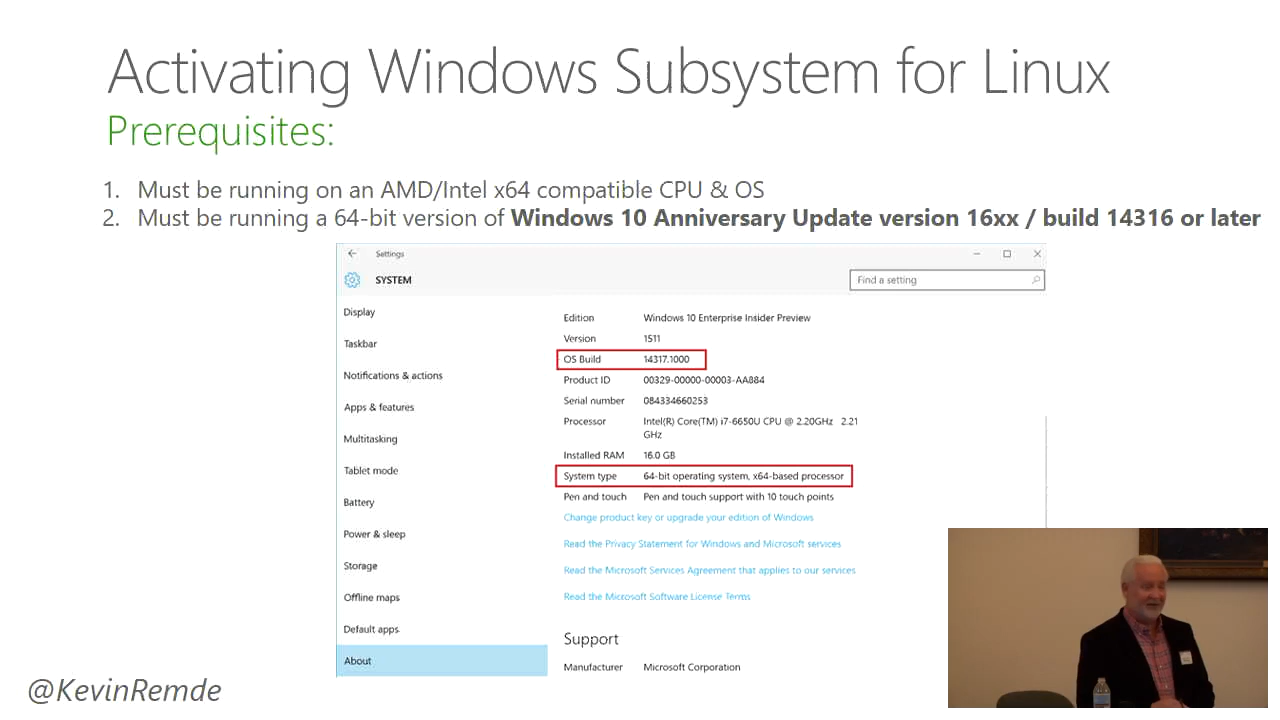 Activating Windows Subsystem for Linux
Prerequisites:
1. Must be running on an AMD/Intel x64 compatible CPU & OS
2. Must be running a 64-bit version of Windows 10 Anniversary Update version 16xx / build 14316 or later
Settings
SYSTEM
Find a setting
Display
Taskbar
Notifications & actions
Apps & features
Multitasking
Tablet mode
Battery
Power & sleep
Storage
Offline maps
Default apps
About
Edition Windows 10 Enterprise Insider Preview
Version 1511
OS Build 14317.1000
Product ID 00329-00000-00003-AA884
Serial number 084334660253
Processor Intel(R) Core(TM) i7-6650U CPU @ 2.20GHz 2.21
GHz
Installed RAM 16.0 GB
System type 64-bit operating system, x64-based processor
Pen and touch Pen and touch support with 10 touch points
Change product key or upgrade your edition of Windows
Read the Privacy Statement for Windows and Microsoft services
Read the Microsoft Services Agreement that applies to our services
Read the Microsoft Software License Terms
Support
Manufacturer Microsoft Corporation
@KevinRemde